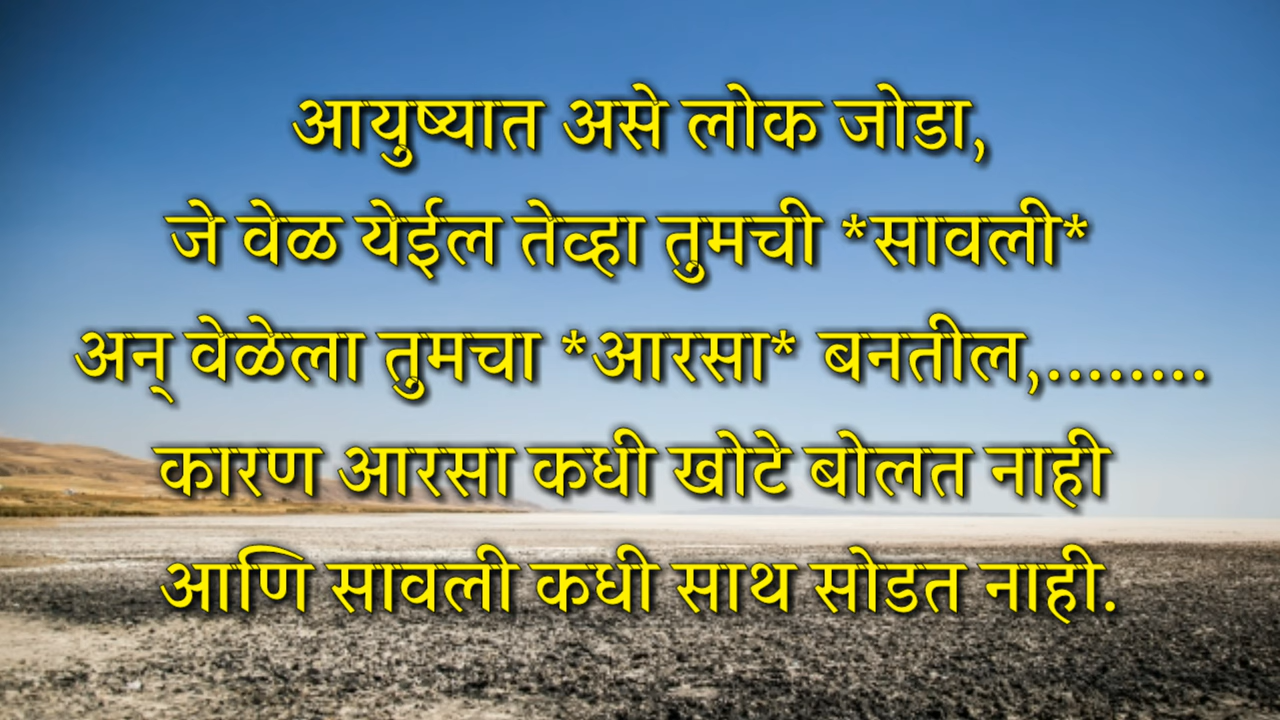 आयुष्यात असे लोक जोडा,
जे वेळ येईल तेव्हा तुमची *सावली*
अन् वेळेला तुमचा *आरसा* बनतील,........
कारण आरसा कधी खोटे बोलत नाही
आणि सावली कधी साथ सोडत नाही.